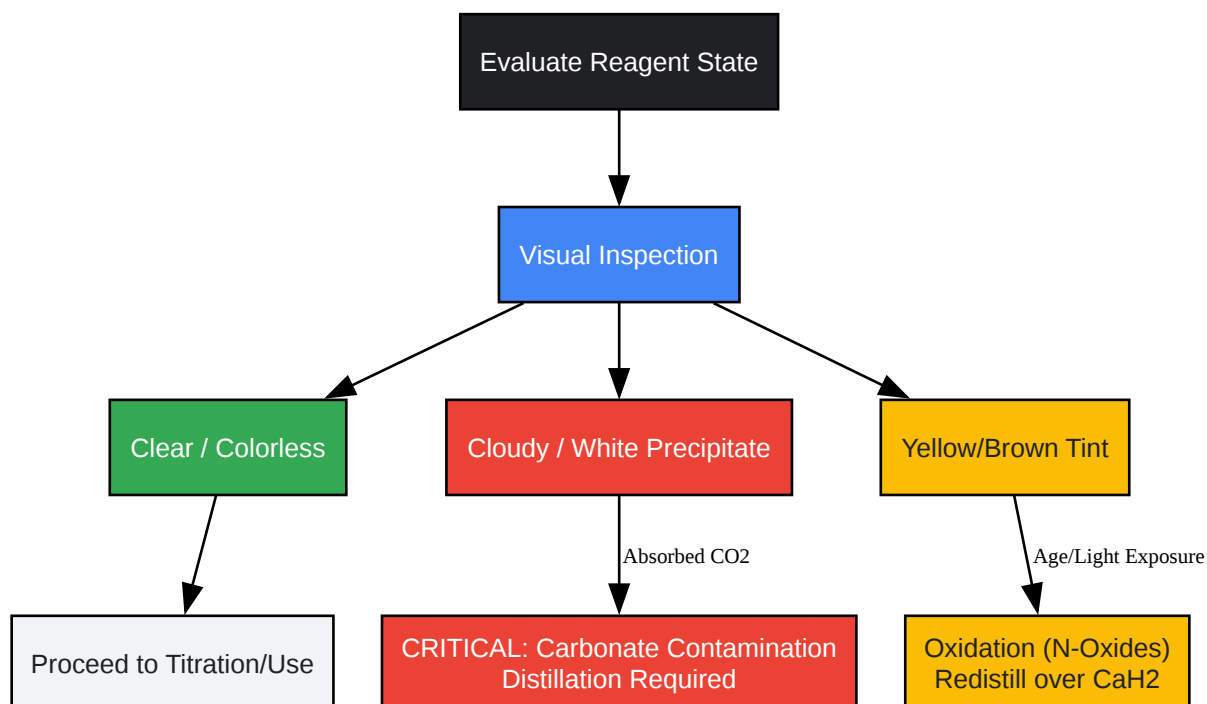 Evaluate Reagent State
Visual Inspection
Clear / Colorless
Cloudy / White Precipitate
Yellow/Brown Tint
Absorbed CO2
Age/Light Exposure
Proceed to Titration/Use
CRITICAL: Carbonate Contamination
Distillation Required
Oxidation (N-Oxides)
Redistill over CaH2